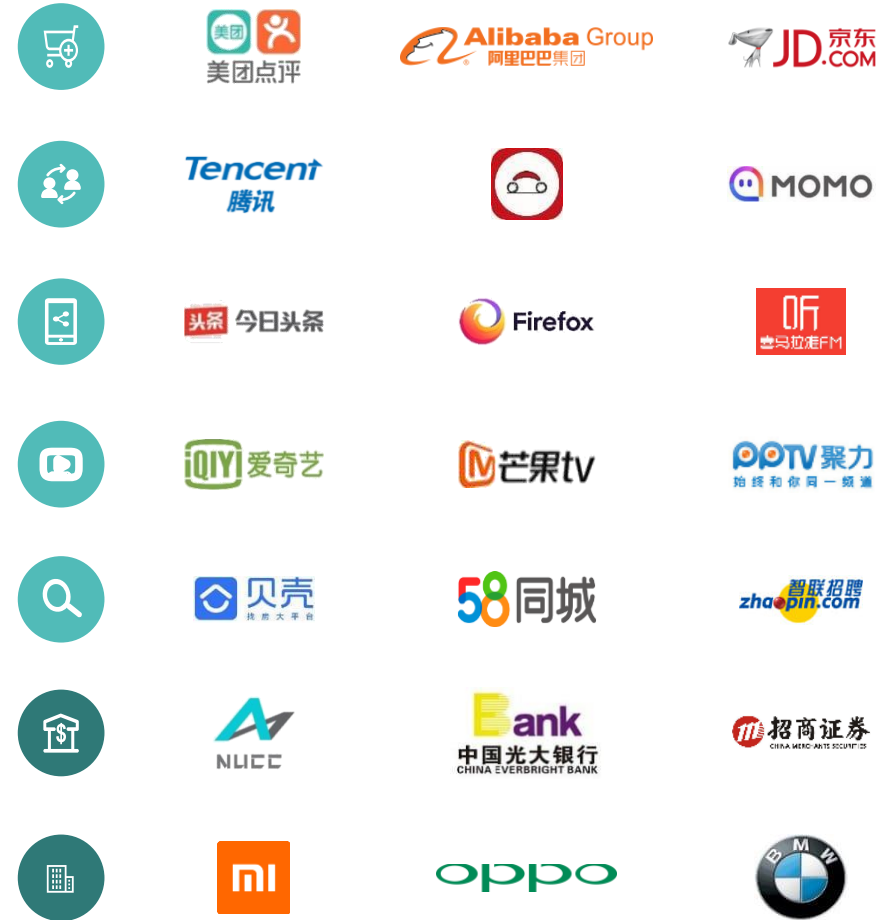 美团
美团点评
Alibaba Group
阿里巴巴集团
京东
JD.COM
Tencent
腾讯
MOMO
头条 今日头条
Firefox
听
喜马拉雅FM
iQIYI 爱奇艺
芒果tv
PPTV 聚力
始终和你同一频道
贝壳
找房大平台
58同城
智联招聘
zhaopin.com
NUCC
Bank
中国光大银行
CHINA EVERBRIGHT BANK
招商证券
CHINA MERCHANTS SECURITIES
mi
oppo
BMW